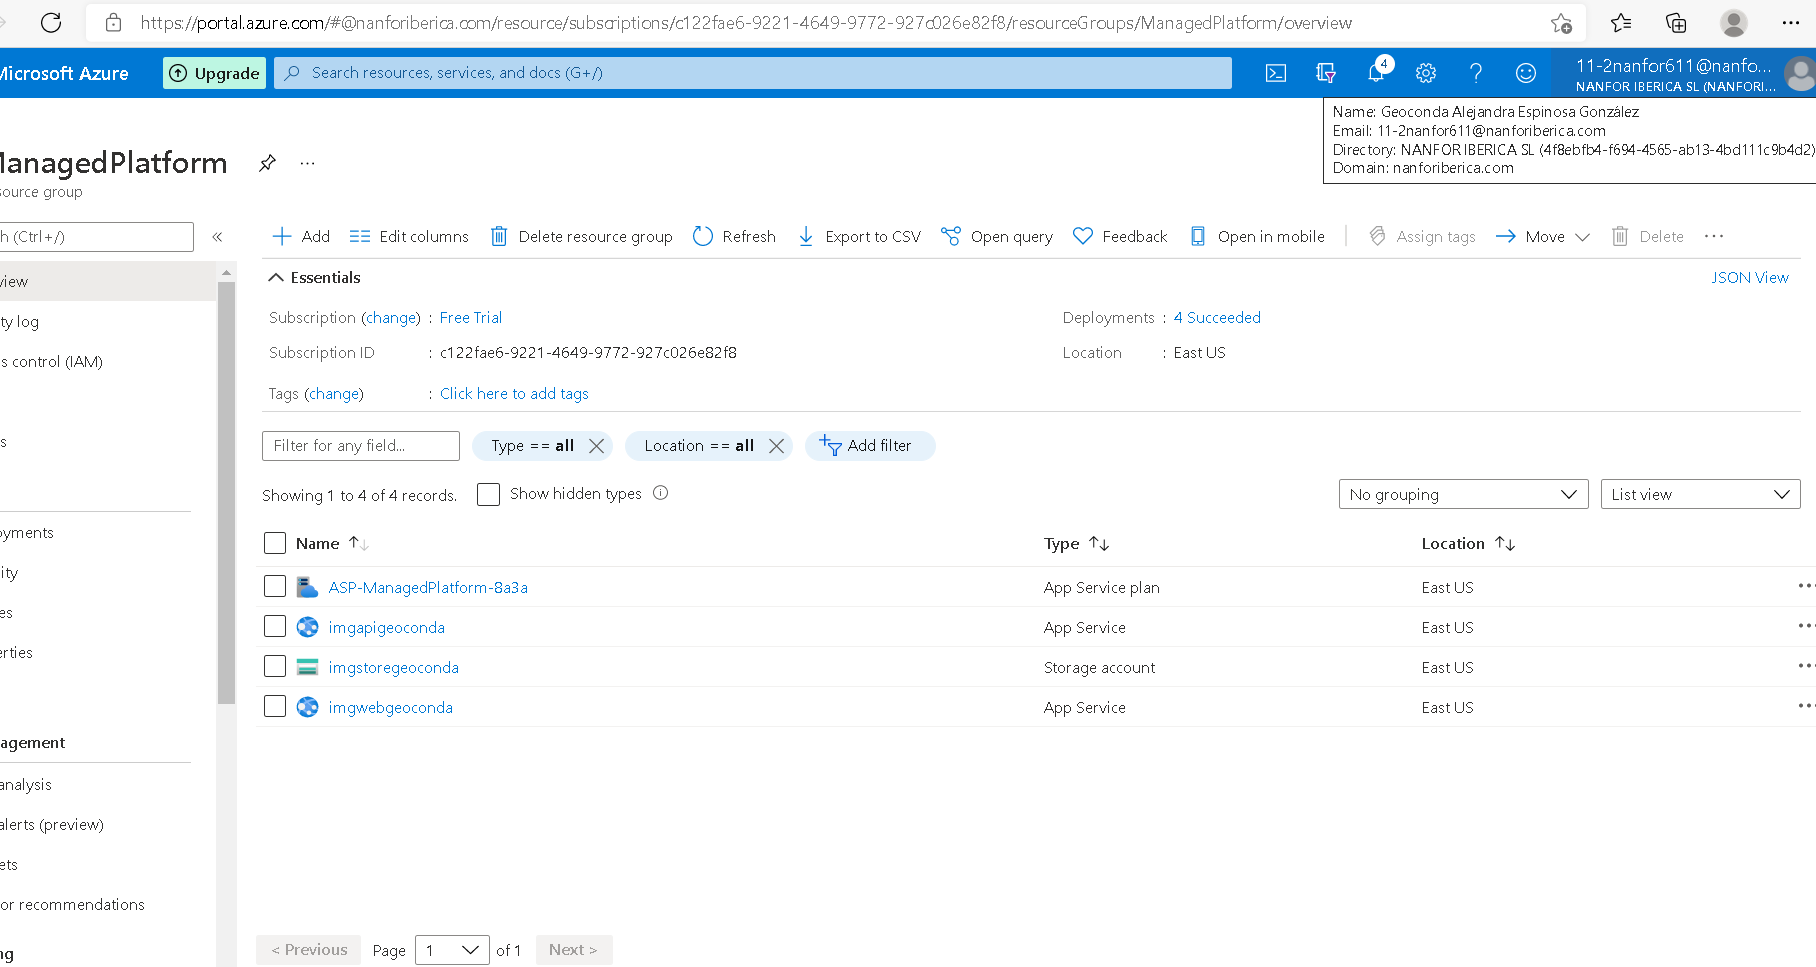 https://portal.azure.com/#@nanforiberica.com/resource/subscriptions/c122fae6-9221-4649-9772-927c026e82f8/resourceGroups/ManagedPlatform/overview
Microsoft Azure
Upgrade
Search resources, services, and docs (G+/)
4
11-2nanfor611@nanfo...
NANFOR IBERICA SL (NANFORI...
Name: Geoconda Alejandra Espinosa González
Email: 11-2nanfor611@nanforiberica.com
Directory: NANFOR IBERICA SL (4f8ebfb4-f694-4565-ab13-4bd111c9b4d2)
Domain: nanforiberica.com
ManagedPlatform
...
source group
h (Ctrl+/)
«
Add
Edit columns
Delete resource group
Refresh
Export to CSV
Open query
Feedback
Open in mobile
Assign tags
Move
Delete
...
view
ty log
s control (IAM)
s
oyments
ity
es
erties
agement
analysis
alerts (preview)
ets
or recommendations
ng
Essentials
JSON View
Subscription (change) : Free Trial
Deployments : 4 Succeeded
Subscription ID : c122fae6-9221-4649-9772-927c026e82f8
Location : East US
Tags (change) : Click here to add tags
Filter for any field...
Type == all
Location == all
Add filter
Showing 1 to 4 of 4 records.
Show hidden types
No grouping
List view
Name
Type
Location
ASP-ManagedPlatform-8a3a App Service plan East US
imgapigeoconda App Service East US
imgstoregeoconda Storage account East US
imgwebgeoconda App Service East US
< Previous
Page 1 of 1
Next >